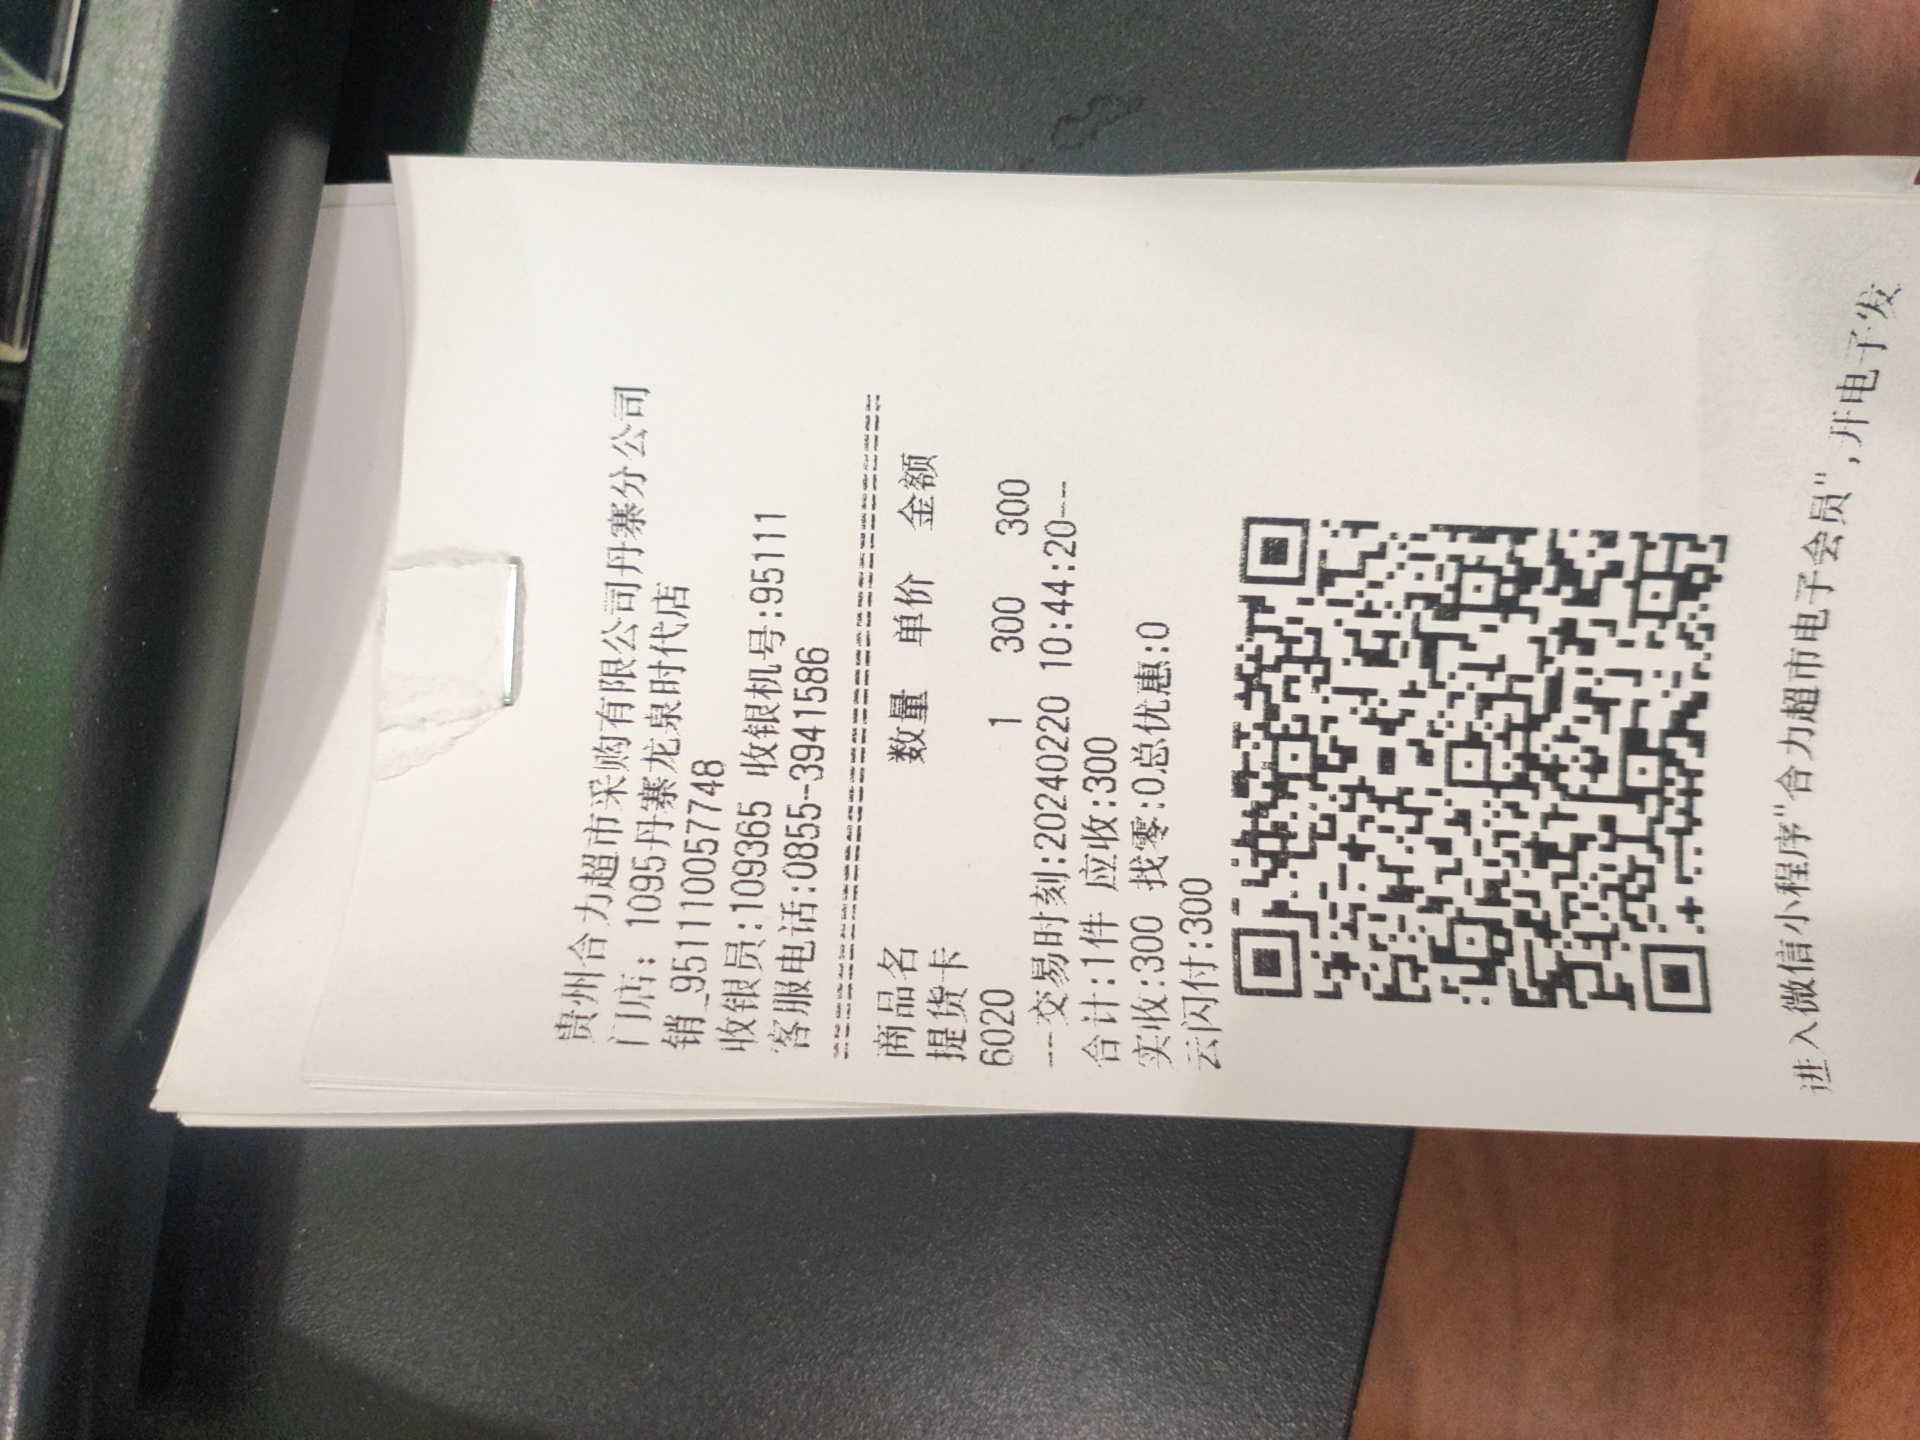 贵州合力超市采购有限公司丹寨分公司
门店: 1095丹寨龙泉时代店
销_951110057748
收银员:109365 收银机号:95111
客服电话:0855-3941586
商品名 数量 单价 金额
提货卡
6020 1 300 300
--交易时刻:20240220 10:44:20--
合计:1件 应收:300
实收:300 找零:0总优惠:0
云闪付:300
进入微信小程序"合力超市电子会员",开电子发